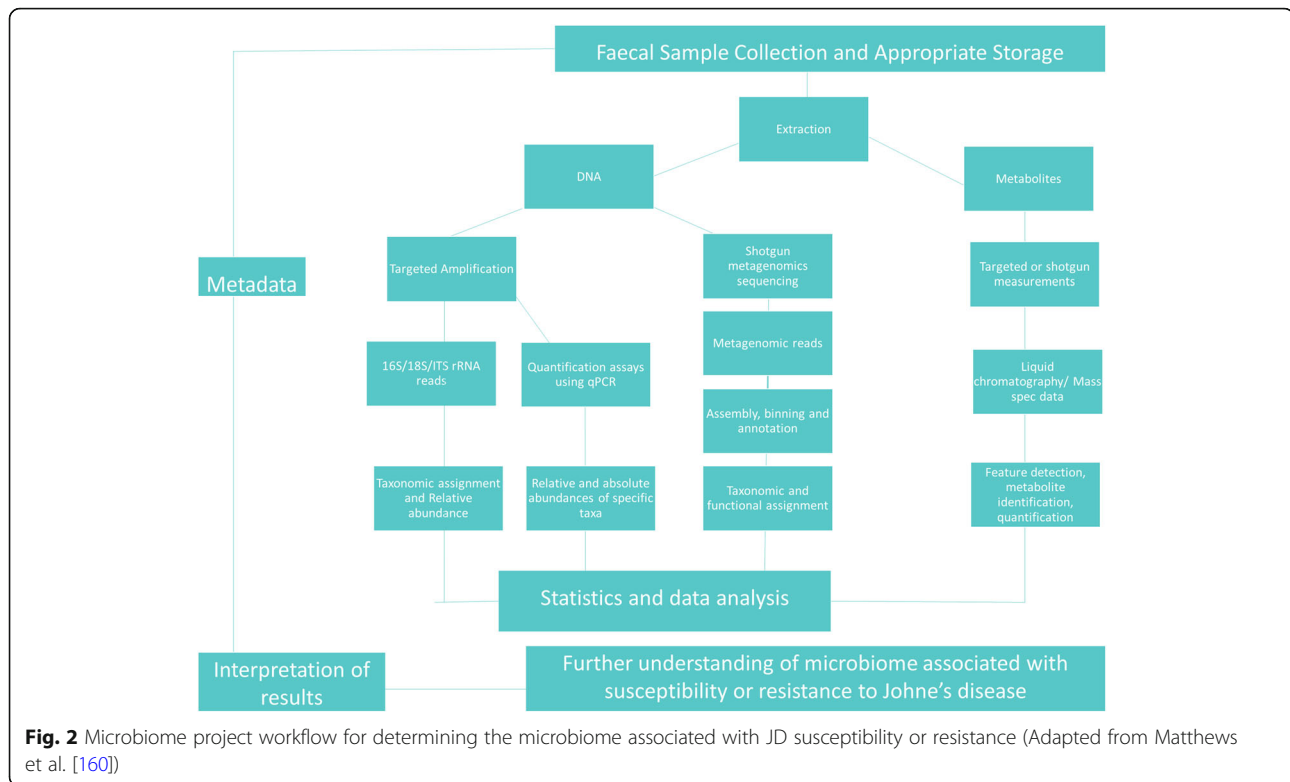 Faecal Sample Collection and Appropriate Storage
Extraction
DNA
Metabolites
Metadata
Targeted Amplification
Shotgun
metagenomics
sequencing
Targeted or shotgun
measurements
16S/18S/ITS rRNA
reads
Quantification assays
using qPCR
Metagenomic reads
Liquid
chromatography/ Mass
spec data
Assembly, binning and
annotation
Taxonomic assignment
and Relative
abundance
Relative and absolute
abundances of specific
taxa
Taxonomic and
functional assignment
Feature detection,
metabolite
identification,
quantification
Statistics and data analysis
Interpretation of
results
Further understanding of microbiome associated with
susceptibility or resistance to Johne's disease
Fig. 2 Microbiome project workflow for determining the microbiome associated with JD susceptibility or resistance (Adapted from Matthews
et al. [160])